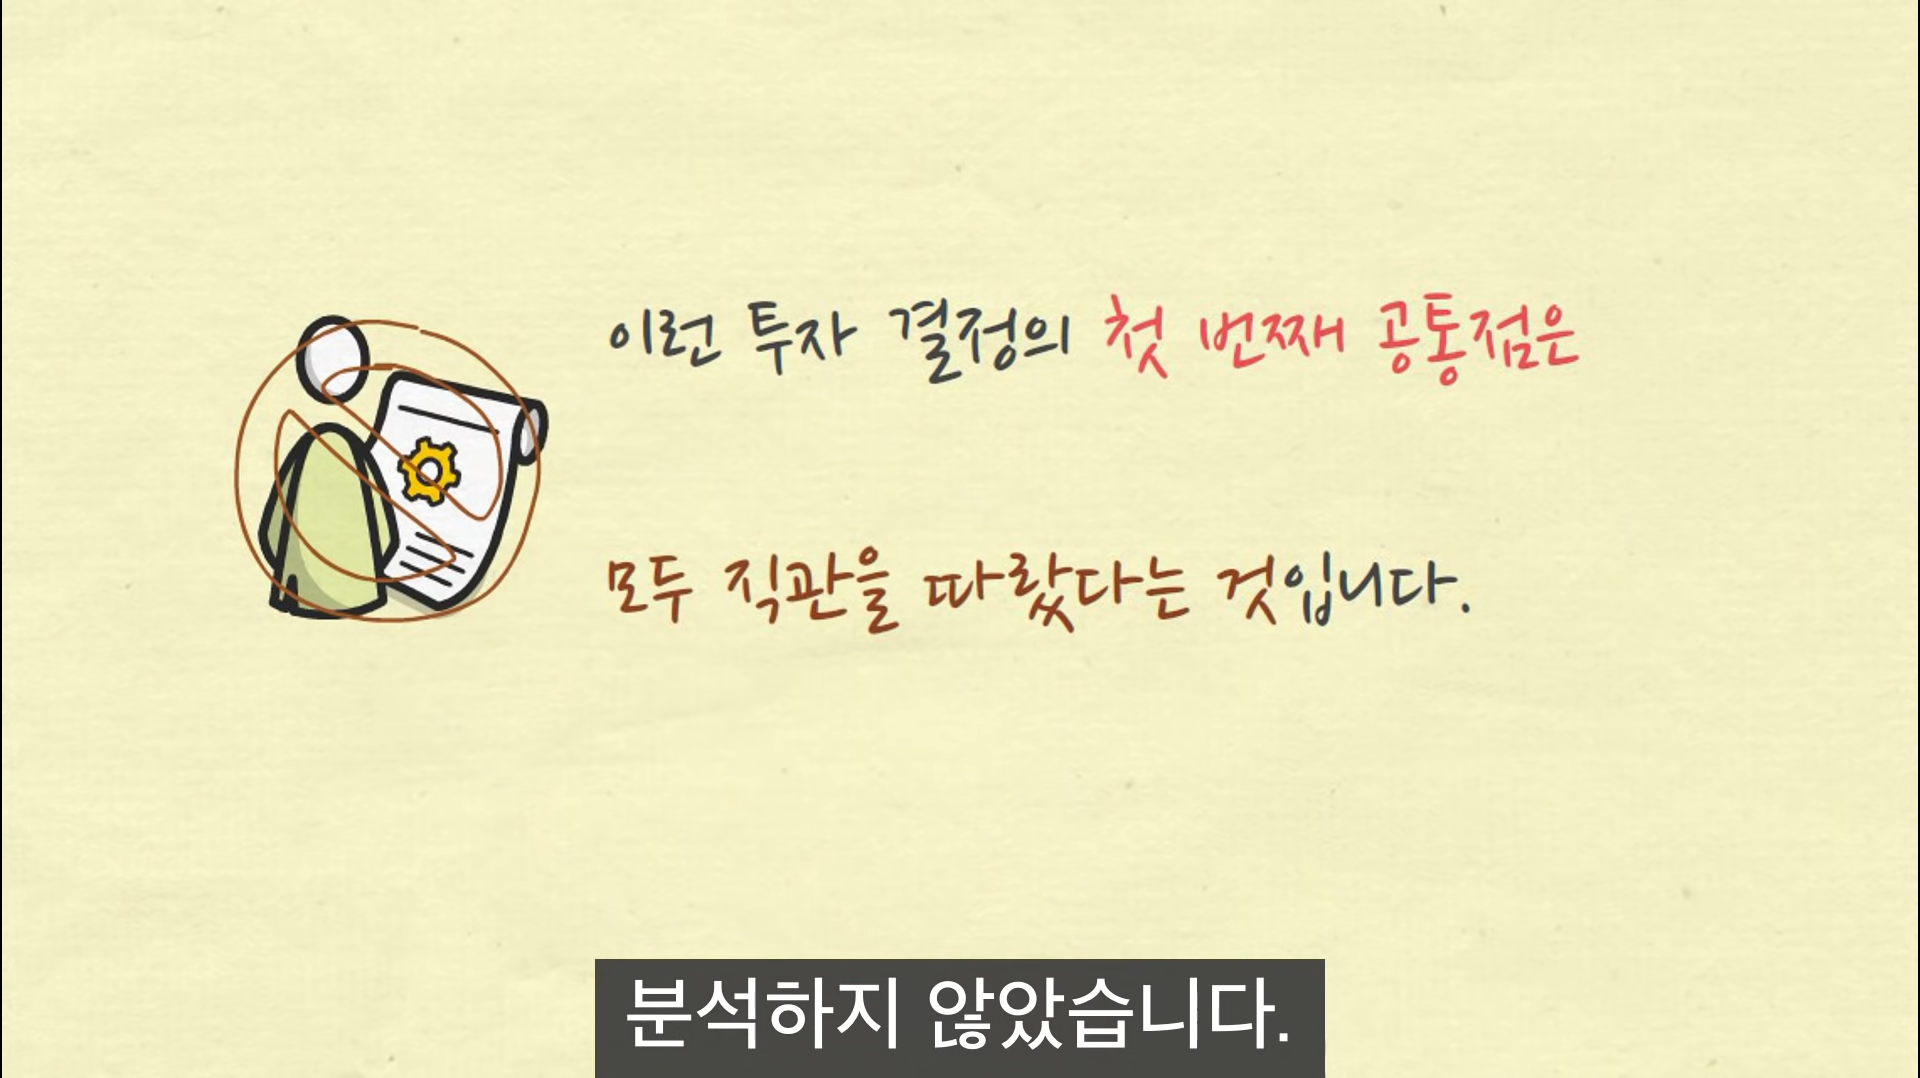 이런 투자 결정의 첫 번째 공통점은
모두 직관을 따랐다는 것입니다.
분석하지 않았습니다.